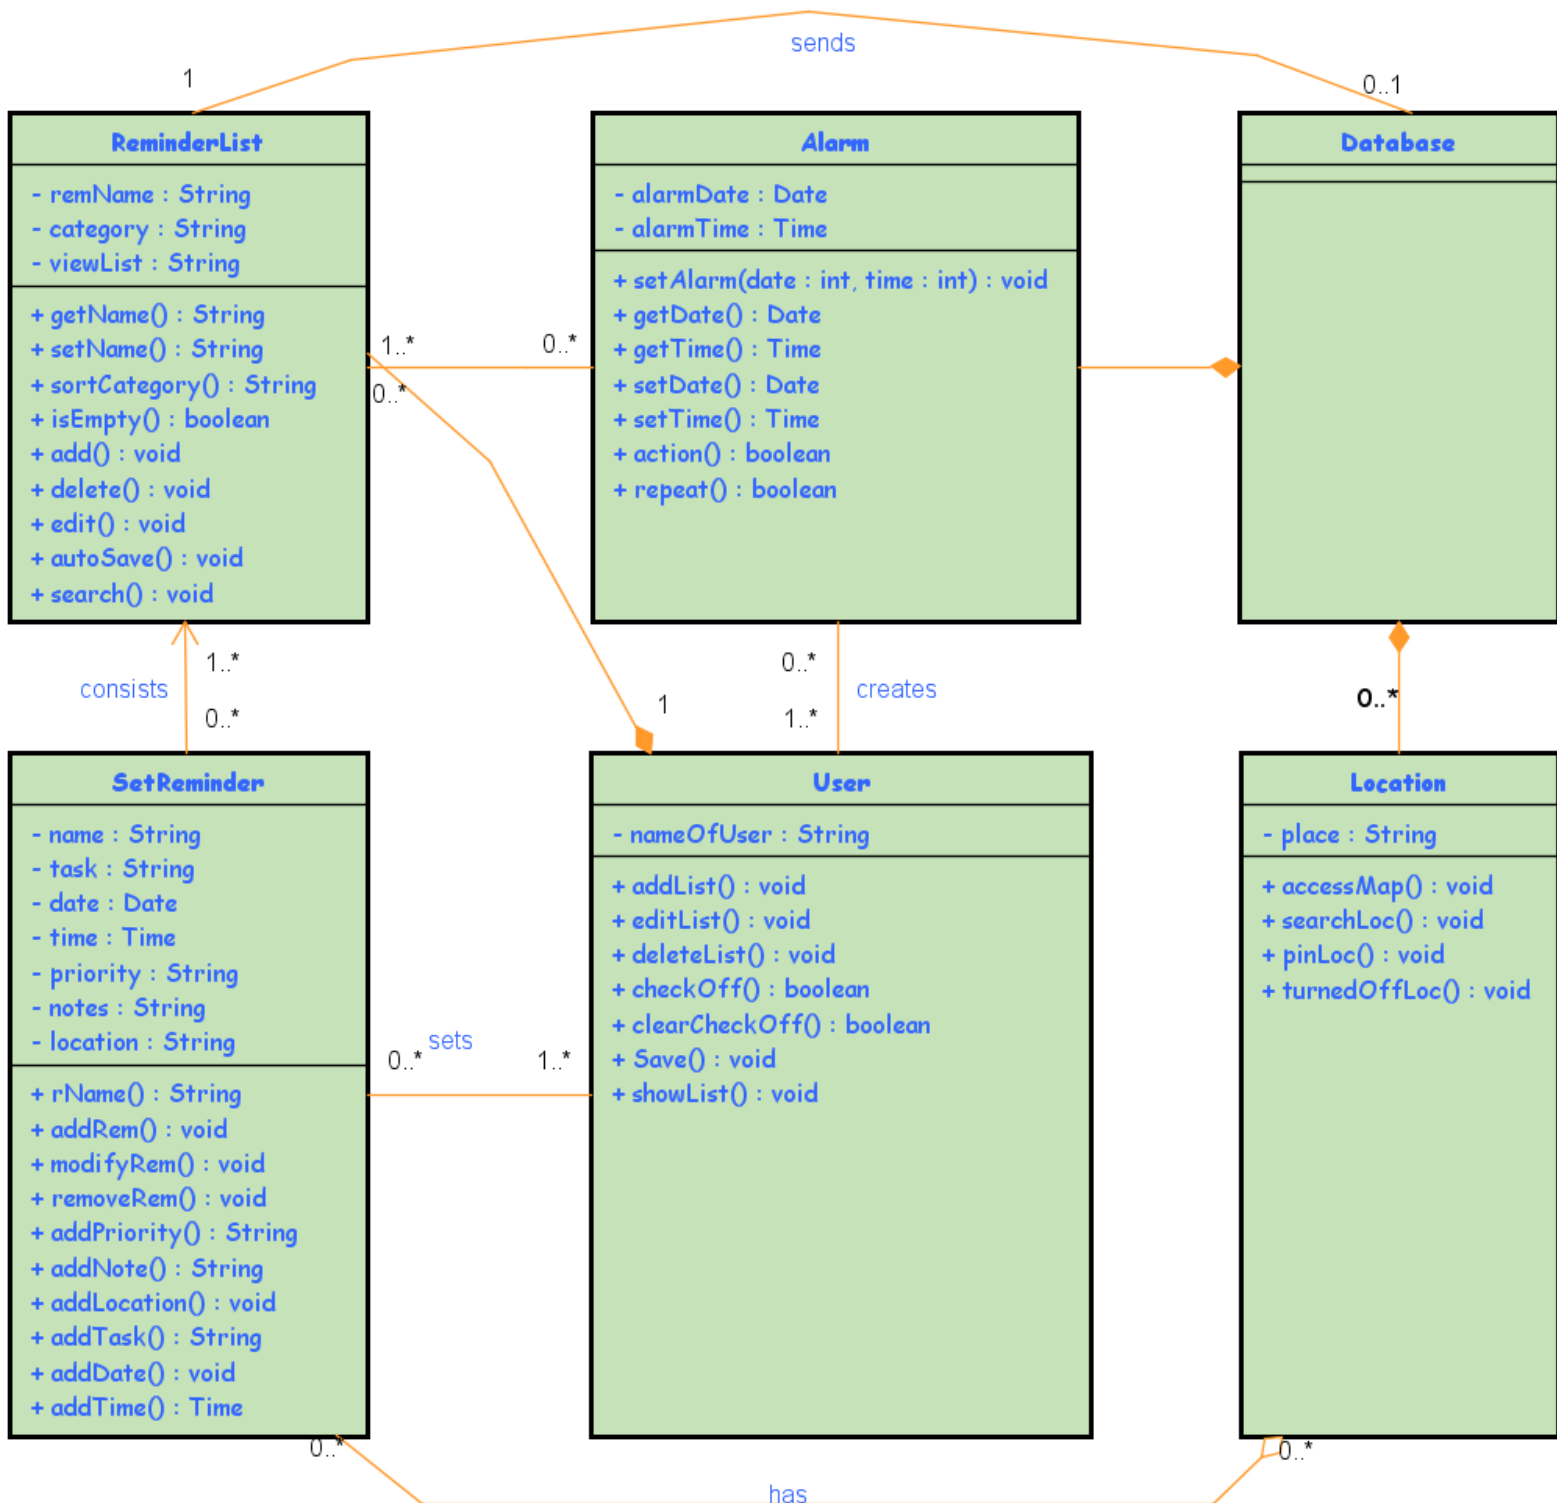 sends
1
0..1
ReminderList
- remName : String
- category : String
- viewList : String
+ getName() : String
+ setName() : String
+ sortCategory() : String
+ isEmpty() : boolean
+ add() : void
+ delete() : void
+ edit() : void
+ autoSave() : void
+ search() : void
1..*
0..*
0..*
Alarm
- alarmDate : Date
- alarmTime : Time
+ setAlarm(date : int, time : int) : void
+ getDate() : Date
+ getTime() : Time
+ setDate() : Date
+ setTime() : Time
+ action() : boolean
+ repeat() : boolean
Database
1..*
consists
0..*
1
0..*
creates
1..*
0..*
SetReminder
- name : String
- task : String
- date : Date
- time : Time
- priority : String
- notes : String
- location : String
+ rName() : String
+ addRem() : void
+ modifyRem() : void
+ removeRem() : void
+ addPriority() : String
+ addNote() : String
+ addLocation() : void
+ addTask() : String
+ addDate() : void
+ addTime() : Time
0..*
sets
1..*
User
- nameOfUser : String
+ addList() : void
+ editList() : void
+ deleteList() : void
+ checkOff() : boolean
+ clearCheckOff() : boolean
+ Save() : void
+ showList() : void
Location
- place : String
+ accessMap() : void
+ searchLoc() : void
+ pinLoc() : void
+ turnedOffLoc() : void
0..*
0..*
has